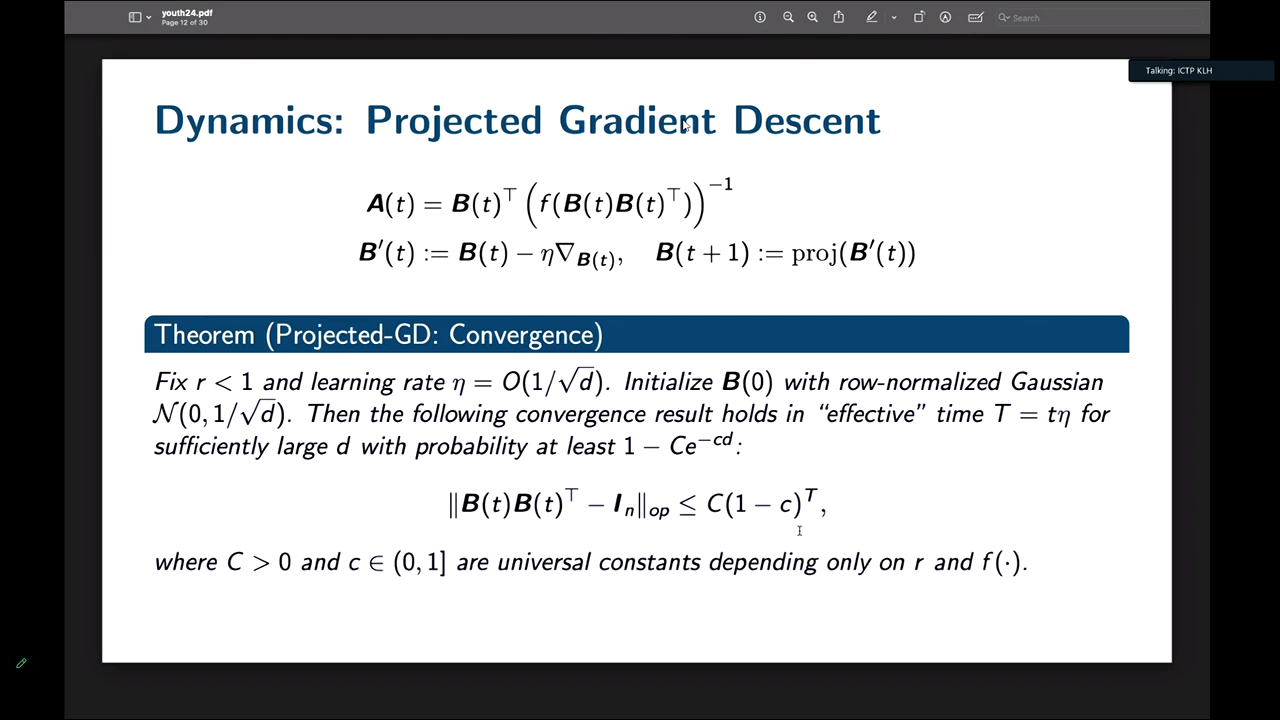 youth24.pdf
Page 12 of 30
Search
Talking: ICTP KLH
Dynamics: Projected Gradient Descent
A(t) = B(t)^⊤ (f(B(t)B(t)^⊤))^{−1}
B′(t) := B(t) − η∇_{B(t)}, B(t + 1) := proj(B′(t))
Theorem (Projected-GD: Convergence)
Fix r < 1 and learning rate η = O(1/√d). Initialize B(0) with row-normalized Gaussian
𝒩(0, 1/√d). Then the following convergence result holds in “effective” time T = tη for
sufficiently large d with probability at least 1 − Ce^{−cd}:
‖B(t)B(t)^⊤ − I_n‖_{op} ≤ C(1 − c)^T,
where C > 0 and c ∈ (0, 1] are universal constants depending only on r and f(·).